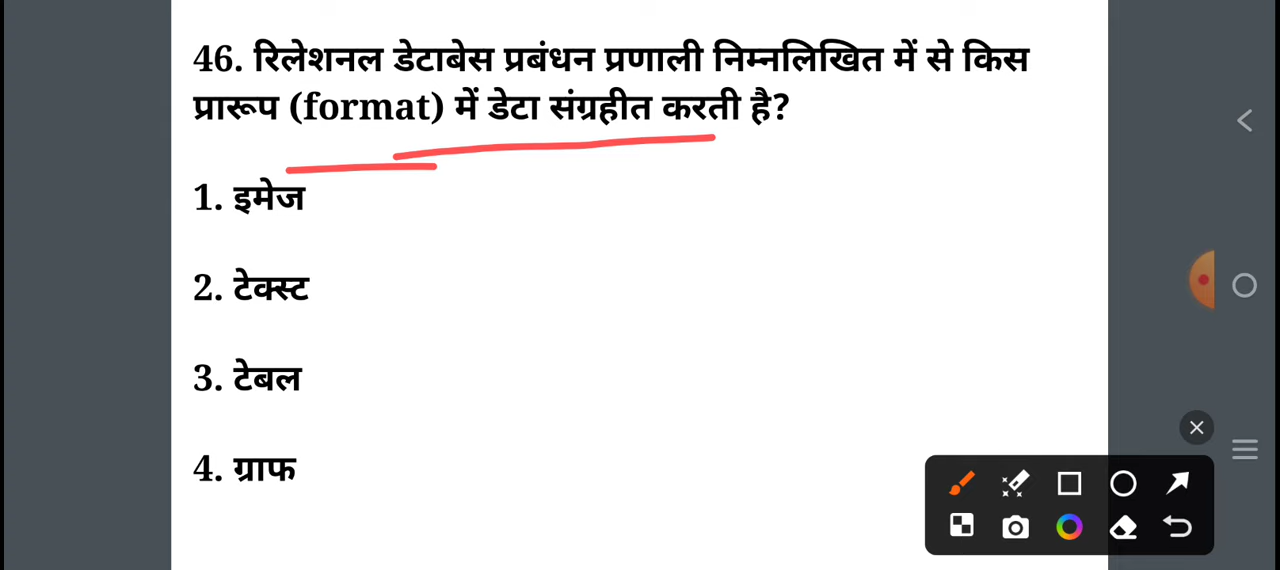 46. रिलेशनल डेटाबेस प्रबंधन प्रणाली निम्नलिखित में से किस
प्रारूप (format) में डेटा संग्रहीत करती है?
1. इमेज
2. टेक्स्ट
3. टेबल
4. ग्राफ